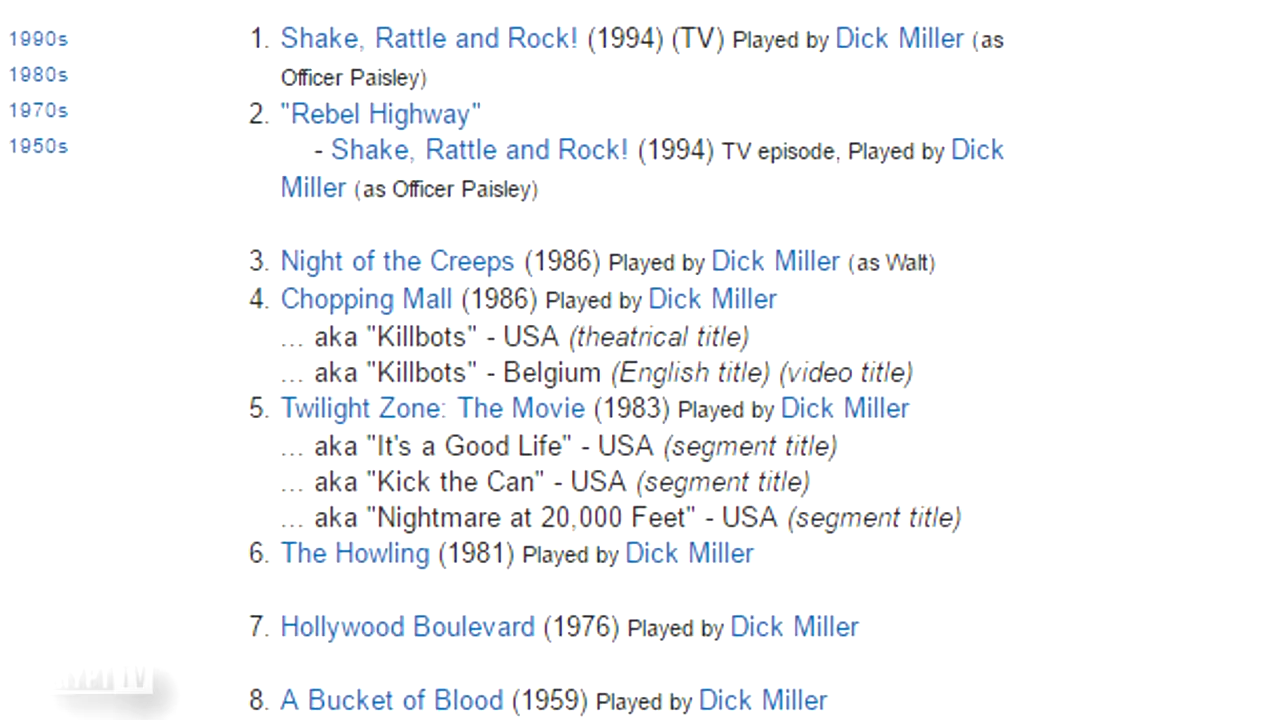 1990s
1980s
1970s
1950s
1. Shake, Rattle and Rock! (1994) (TV) Played by Dick Miller (as
Officer Paisley)
2. "Rebel Highway"
- Shake, Rattle and Rock! (1994) TV episode, Played by Dick
Miller (as Officer Paisley)
3. Night of the Creeps (1986) Played by Dick Miller (as Walt)
4. Chopping Mall (1986) Played by Dick Miller
... aka "Killbots" - USA (theatrical title)
... aka "Killbots" - Belgium (English title) (video title)
5. Twilight Zone: The Movie (1983) Played by Dick Miller
... aka "It's a Good Life" - USA (segment title)
... aka "Kick the Can" - USA (segment title)
... aka "Nightmare at 20,000 Feet" - USA (segment title)
6. The Howling (1981) Played by Dick Miller
7. Hollywood Boulevard (1976) Played by Dick Miller
8. A Bucket of Blood (1959) Played by Dick Miller